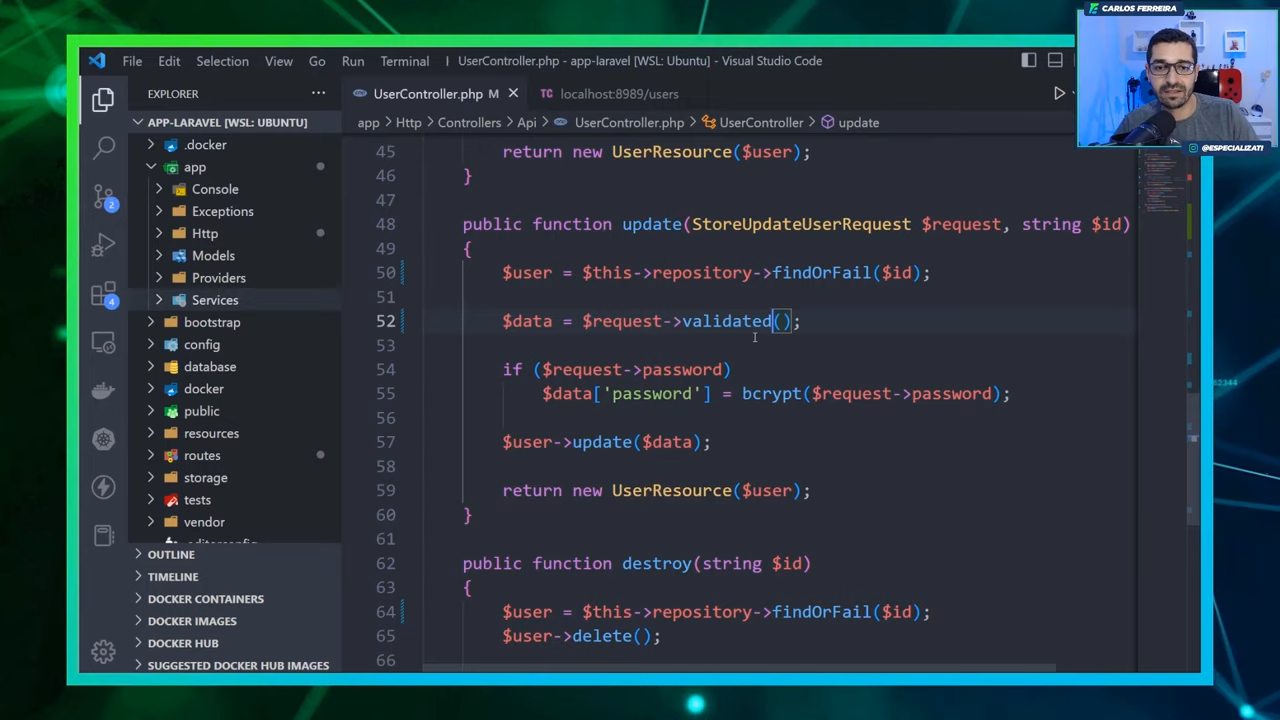 CARLOS FERREIRA
@ESPECIALIZATI
File Edit Selection View Go Run Terminal UserController.php - app-laravel [WSL: Ubuntu] - Visual Studio Code
EXPLORER
UserController.php M
localhost:8989/users
APP-LARAVEL [WSL: UBUNTU]
app > Http > Controllers > Api > UserController.php > UserController > update
.docker
app
Console
Exceptions
Http
Models
Providers
Services
bootstrap
config
database
docker
public
resources
routes
storage
tests
vendor
.editorconfig
OUTLINE
TIMELINE
DOCKER CONTAINERS
DOCKER IMAGES
DOCKER HUB
SUGGESTED DOCKER HUB IMAGES
2
4
45 return new UserResource($user);
46 }
47
48 public function update(StoreUpdateUserRequest $request, string $id)
49 {
50 $user = $this->repository->findOrFail($id);
51
52 $data = $request->validated();
53
54 if ($request->password)
55 $data['password'] = bcrypt($request->password);
56
57 $user->update($data);
58
59 return new UserResource($user);
60 }
61
62 public function destroy(string $id)
63 {
64 $user = $this->repository->findOrFail($id);
65 $user->delete();
66